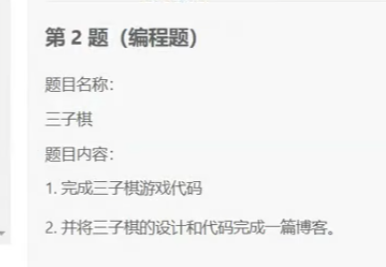 第 2 题（编程题）
题目名称：
三子棋
题目内容：
1. 完成三子棋游戏代码
2. 并将三子棋的设计和代码完成一篇博客。